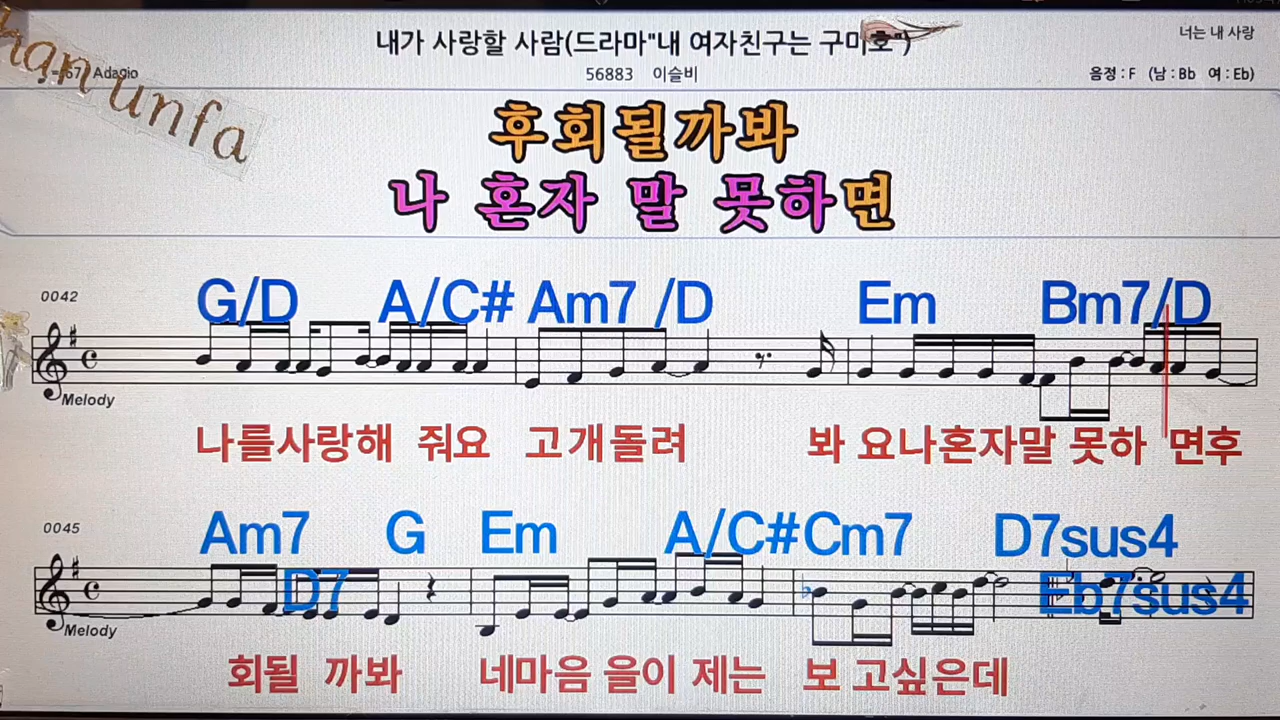 내가 사랑할 사람(드라마"내 여자친구는 구미호")
너는 내 사랑
han unfa
=67 Adagio
56883 이슬비
음정 : F (남 : Bb 여 : Eb)
후회될까봐
나 혼자 말 못하면
0042
G/D A/C# Am7 /D Em Bm7/D
Melody
나를사랑해 줘요 고개돌려 봐 요나혼자말 못하 면후
0045
Am7 G Em A/C# Cm7 D7sus4
D7 Eb7sus4
Melody
회될 까봐 네마음 을이 제는 보 고싶은데